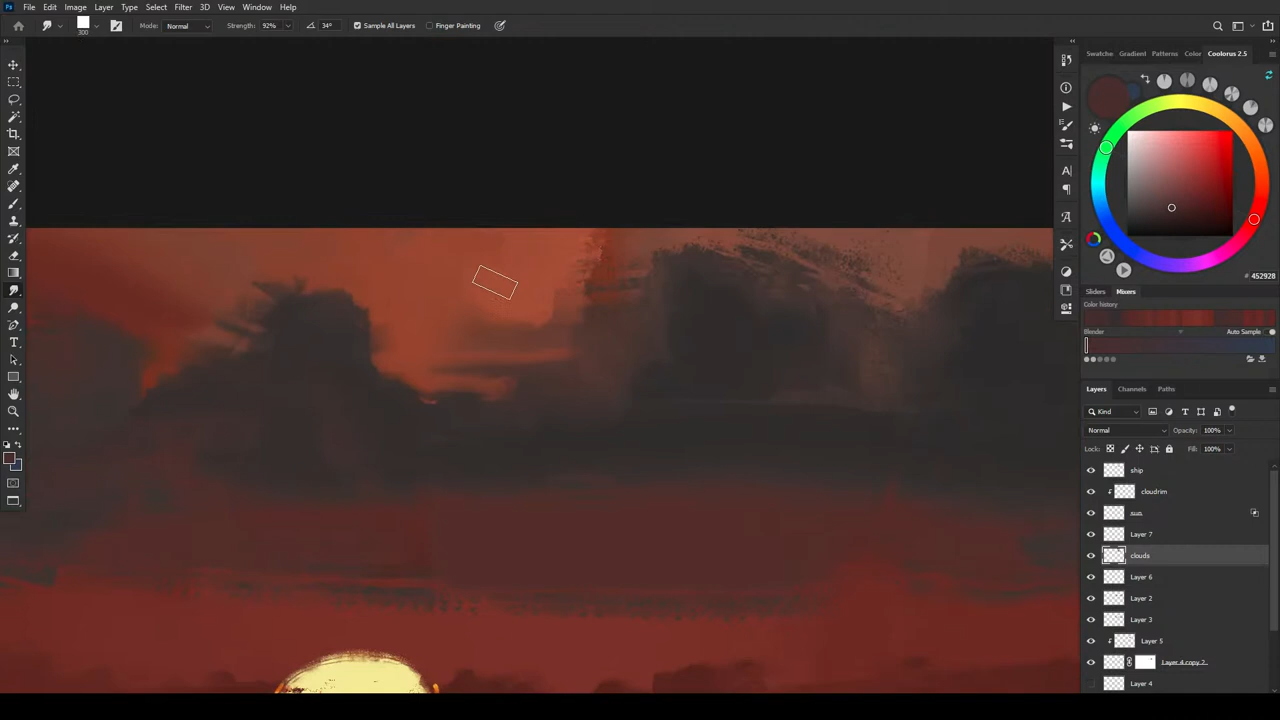 Ps File Edit Image Layer Type Select Filter 3D View Window Help
300 Mode: Normal Strength: 92% 34° Sample All Layers Finger Painting
Swatche Gradient Patterns Color Coolorus 2.5
#452928
Sliders Mixers
Color history
Blender Auto Sample
Layers Channels Paths
Kind
Normal Opacity: 100%
Lock: Fill: 100%
ship
cloudrim
sun
Layer 7
clouds
Layer 6
Layer 2
Layer 3
Layer 5
Layer 4 copy 2
Layer 4